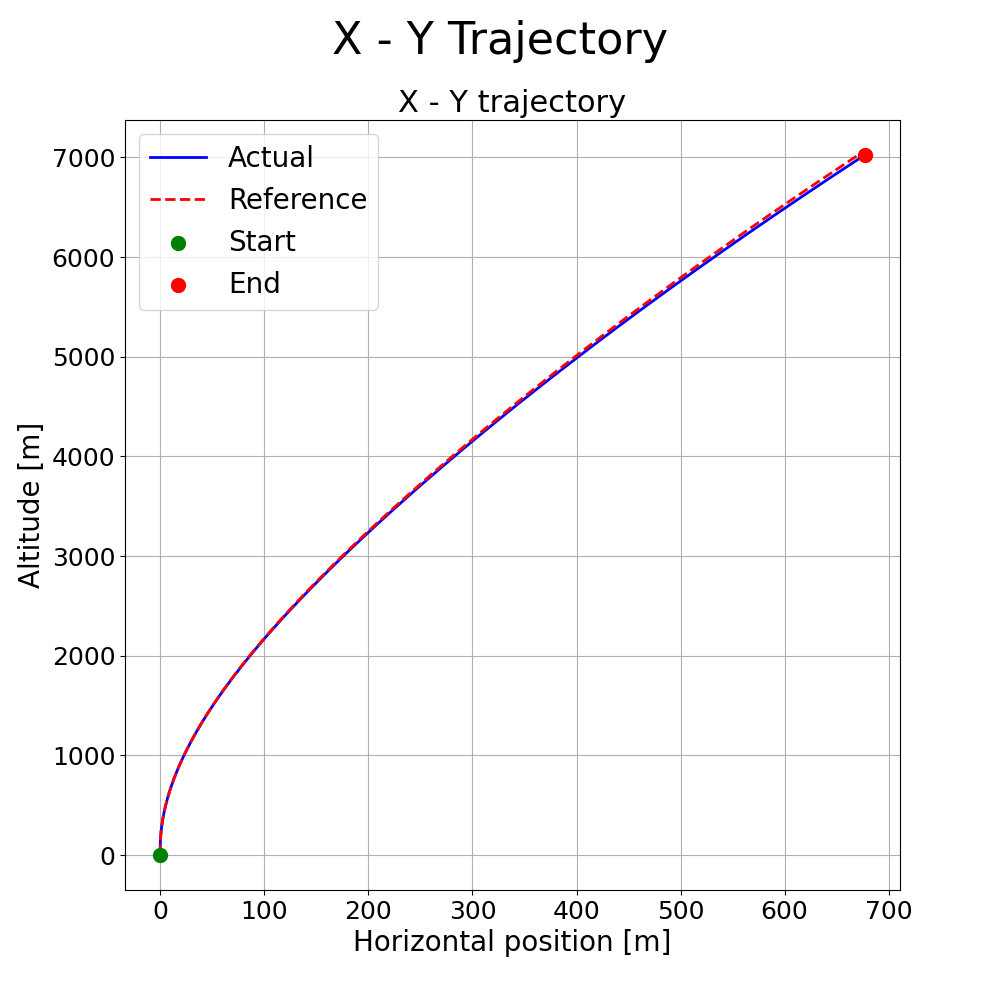 X - Y Trajectory
X - Y trajectory
Actual
Reference
Start
End
7000
6000
5000
4000
3000
2000
1000
0
Altitude [m]
0 100 200 300 400 500 600 700
Horizontal position [m]